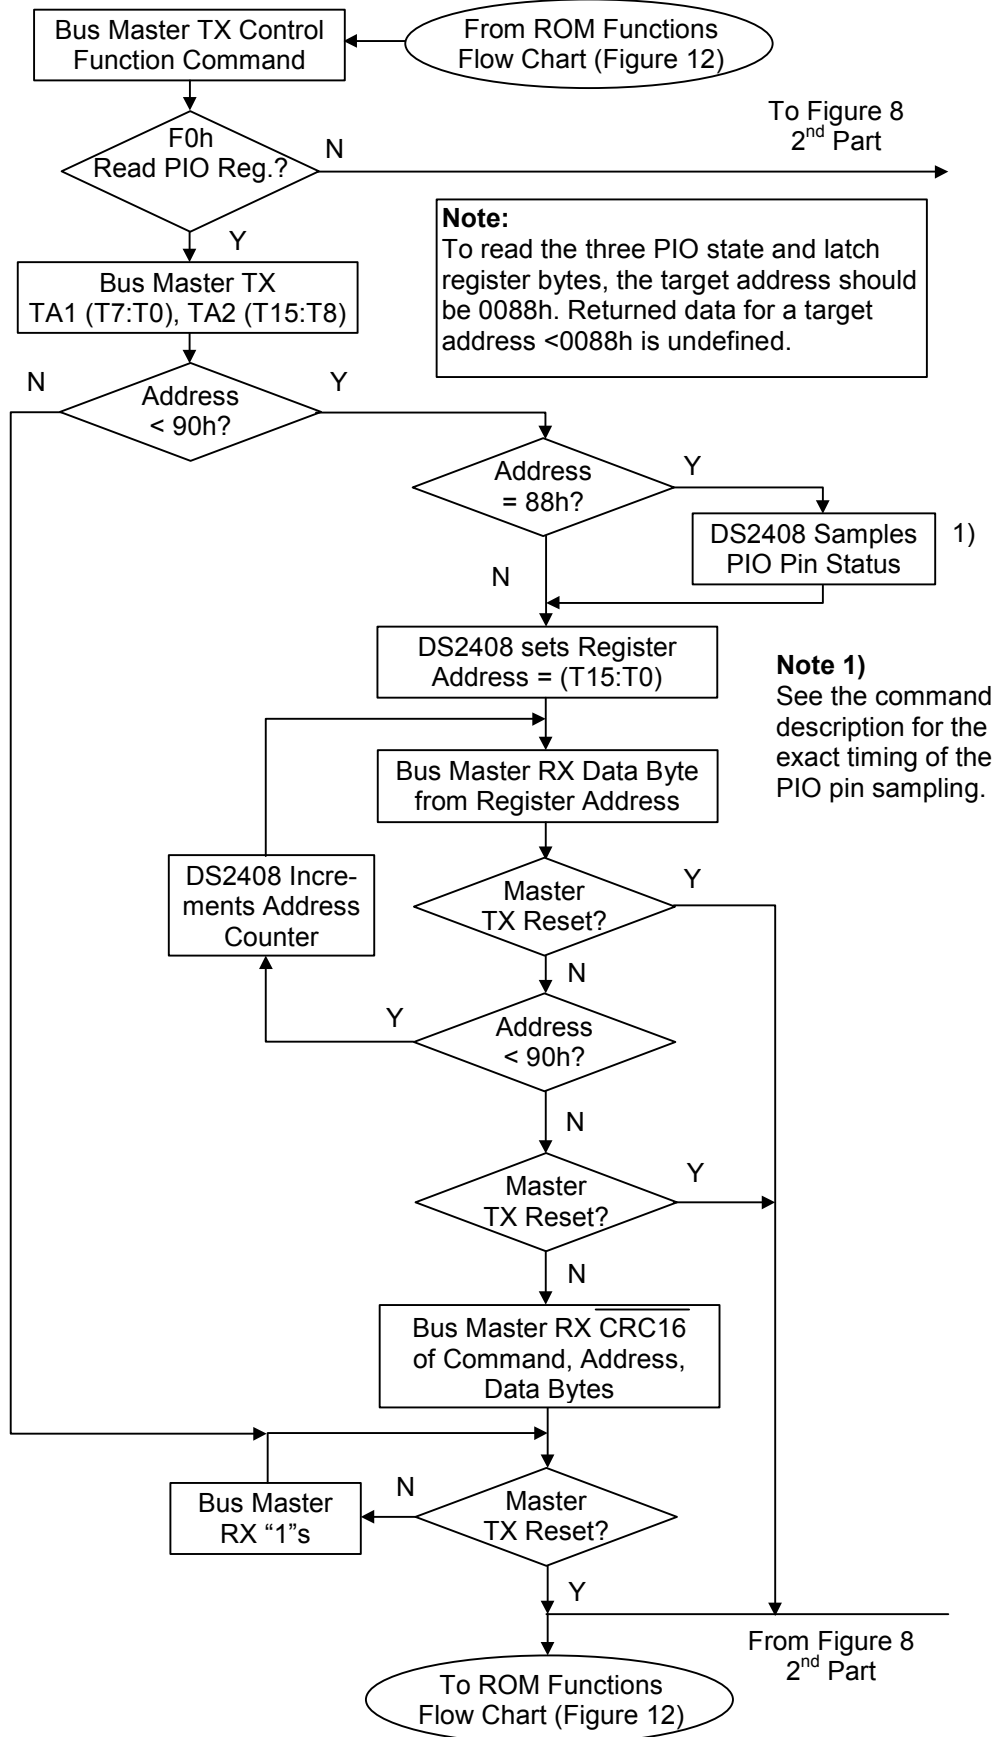 Bus Master TX Control
Function Command
From ROM Functions
Flow Chart (Figure 12)
F0h
Read PIO Reg.?
N
To Figure 8
2nd Part
Y
Note:
To read the three PIO state and latch
register bytes, the target address should
be 0088h. Returned data for a target
address <0088h is undefined.
Bus Master TX
TA1 (T7:T0), TA2 (T15:T8)
N
Address
< 90h?
Y
Address
= 88h?
Y
DS2408 Samples
PIO Pin Status
1)
N
DS2408 sets Register
Address = (T15:T0)
Note 1)
See the command
description for the
exact timing of the
PIO pin sampling.
Bus Master RX Data Byte
from Register Address
DS2408 Incre-
ments Address
Counter
Master
TX Reset?
Y
N
Y
Address
< 90h?
N
Master
TX Reset?
Y
N
Bus Master RX CRC16
of Command, Address,
Data Bytes
Bus Master
RX “1”s
N
Master
TX Reset?
Y
From Figure 8
2nd Part
To ROM Functions
Flow Chart (Figure 12)